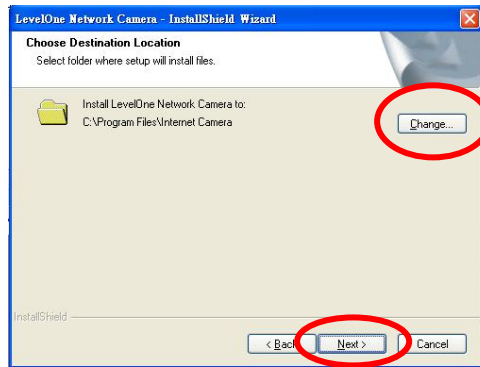 LevelOne Network Camera - InstallShield Wizard
Choose Destination Location
Select folder where setup will install files.
Install LevelOne Network Camera to:
C:\Program Files\Internet Camera
Change...
InstallShield
< Back Next > Cancel